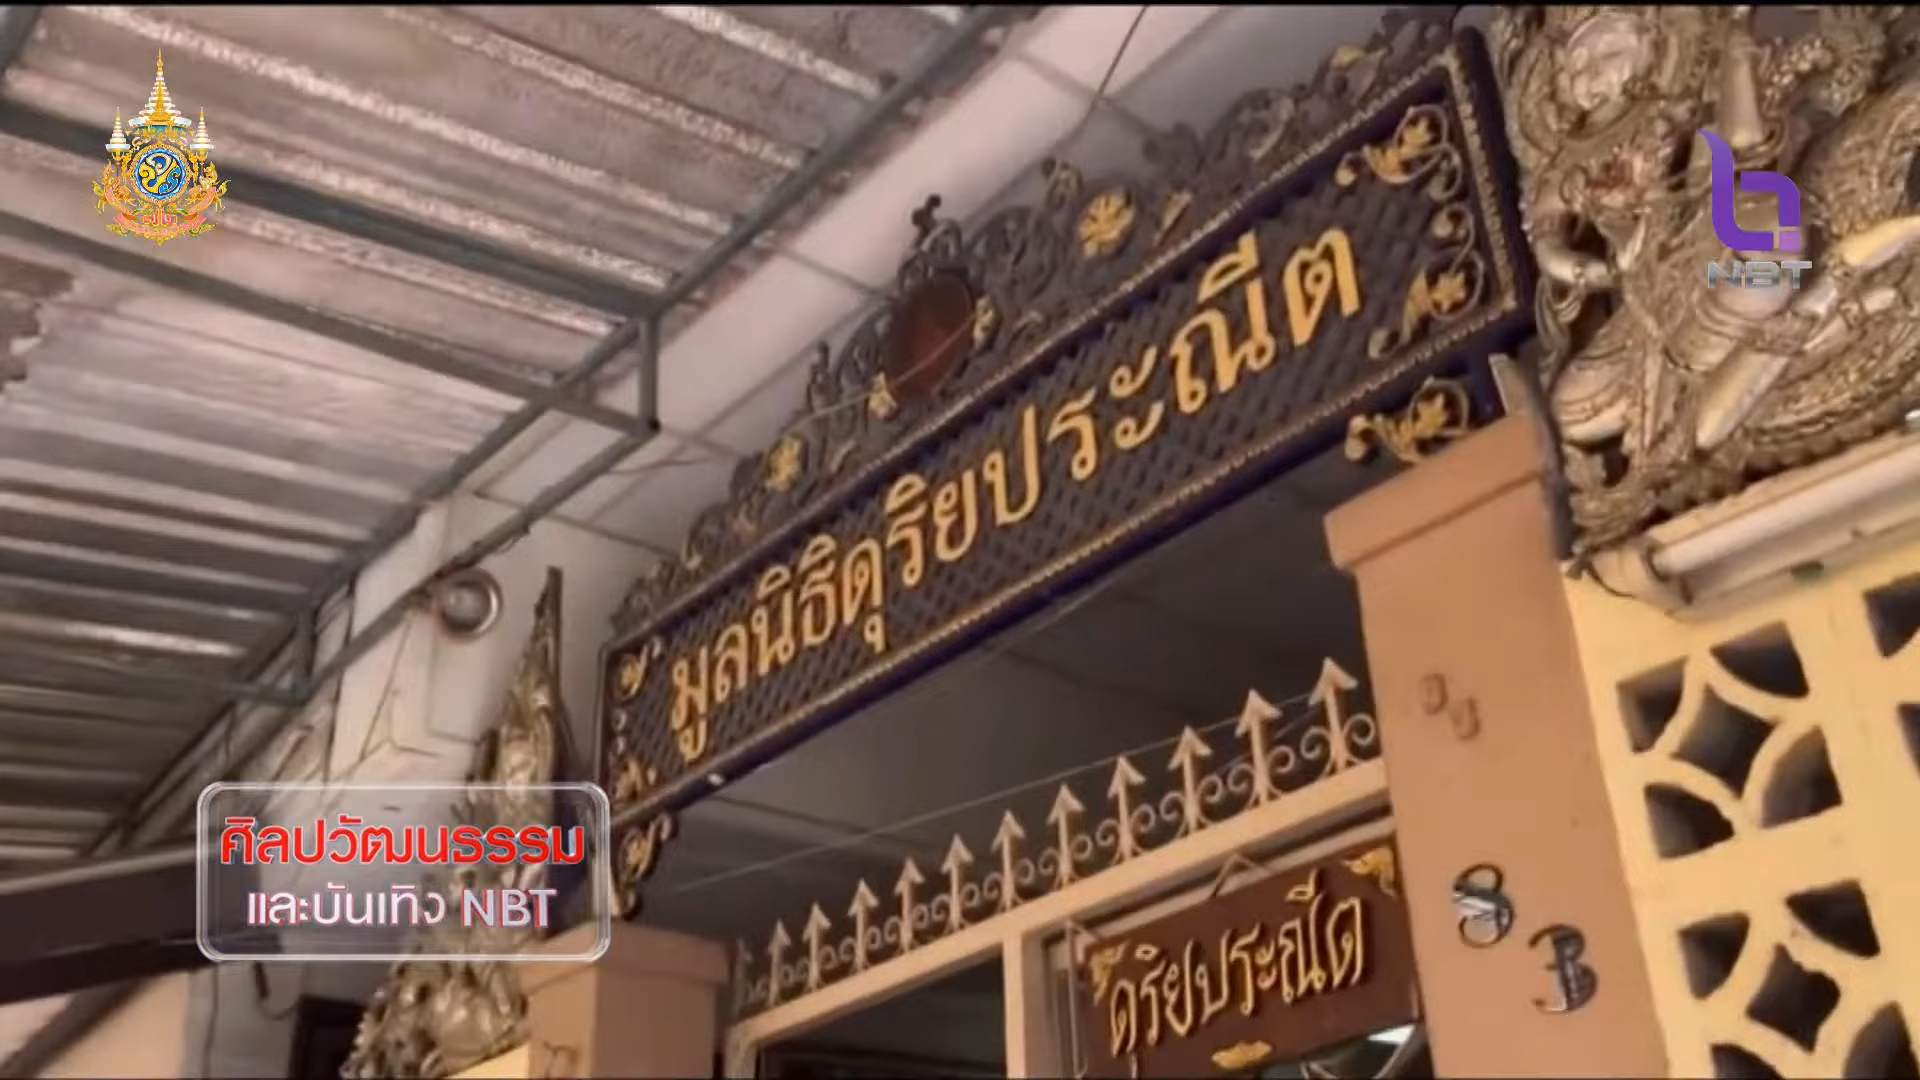 NBT
มูลนิธิดุริยประณีต
ดุริยประณีต
83
ศิลปวัฒนธรรม
และบันเทิง NBT